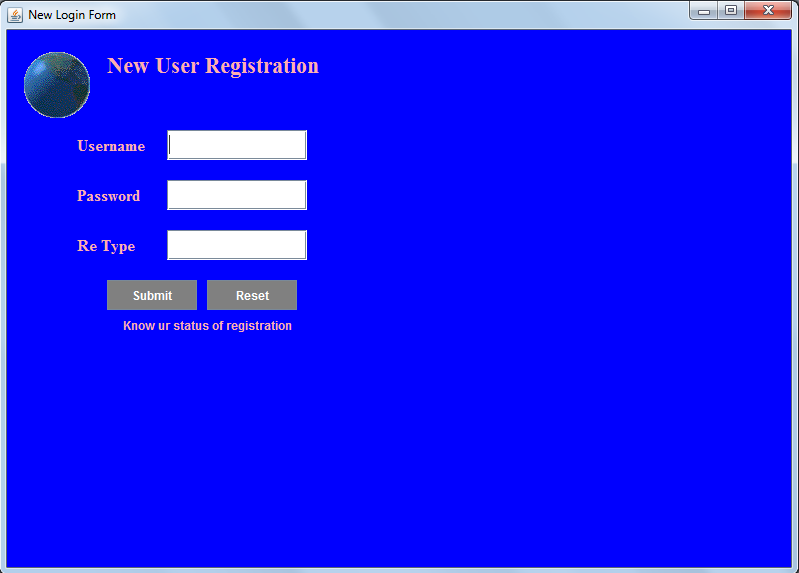 New Login Form
New User Registration
Username
Password
Re Type
Submit Reset
Know ur status of registration